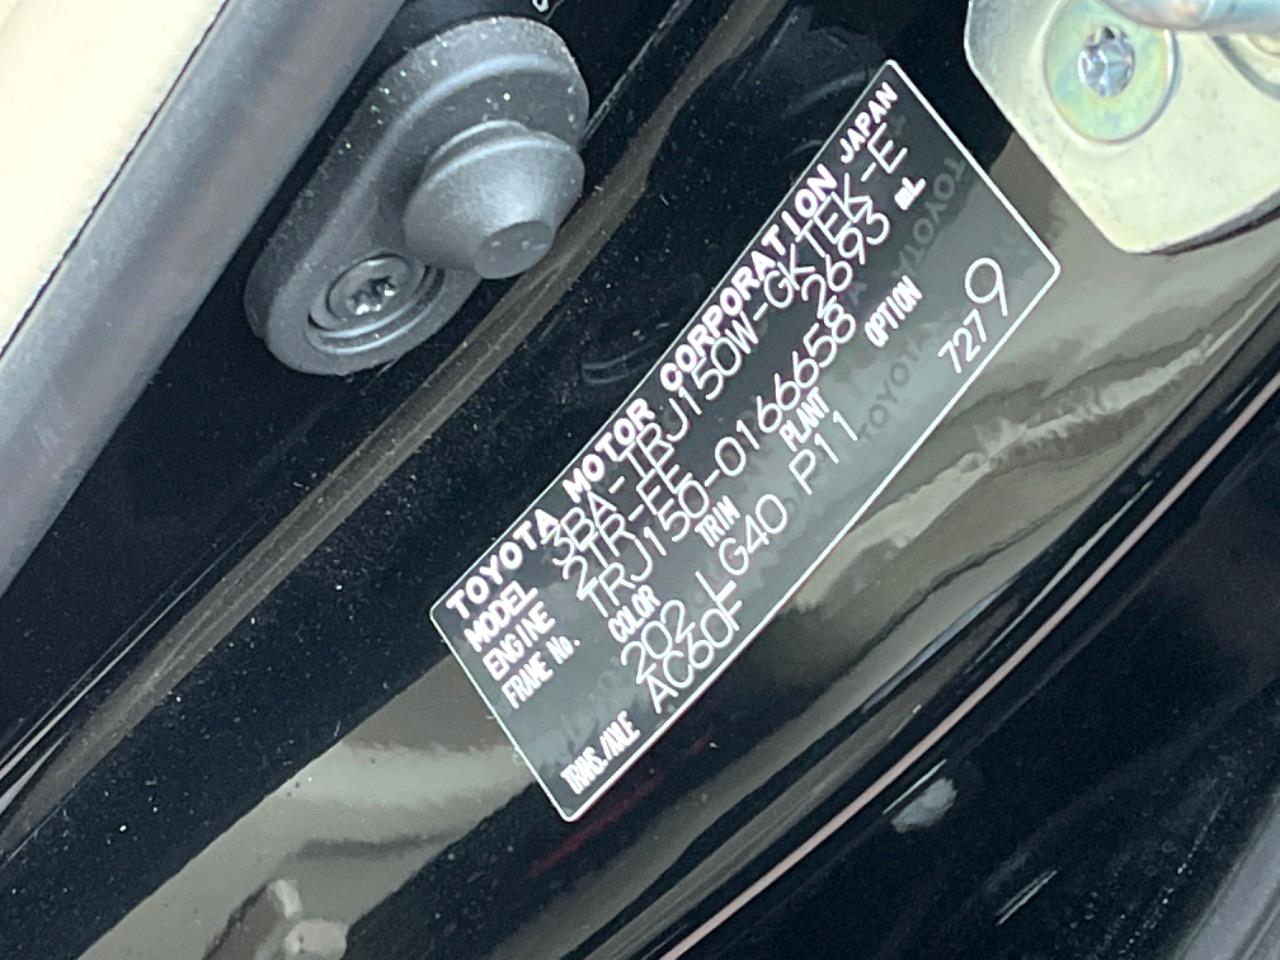 TOYOTA MOTOR CORPORATION JAPAN
MODEL 3BA-TRJ150W-GKTEK-E
ENGINE 2TR-FE 2693 mL
FRAME No. TRJ150-0166658
COLOR TRIM PLANT OPTION
202 LG40 P11
TRANS./AXLE AC60F
7279